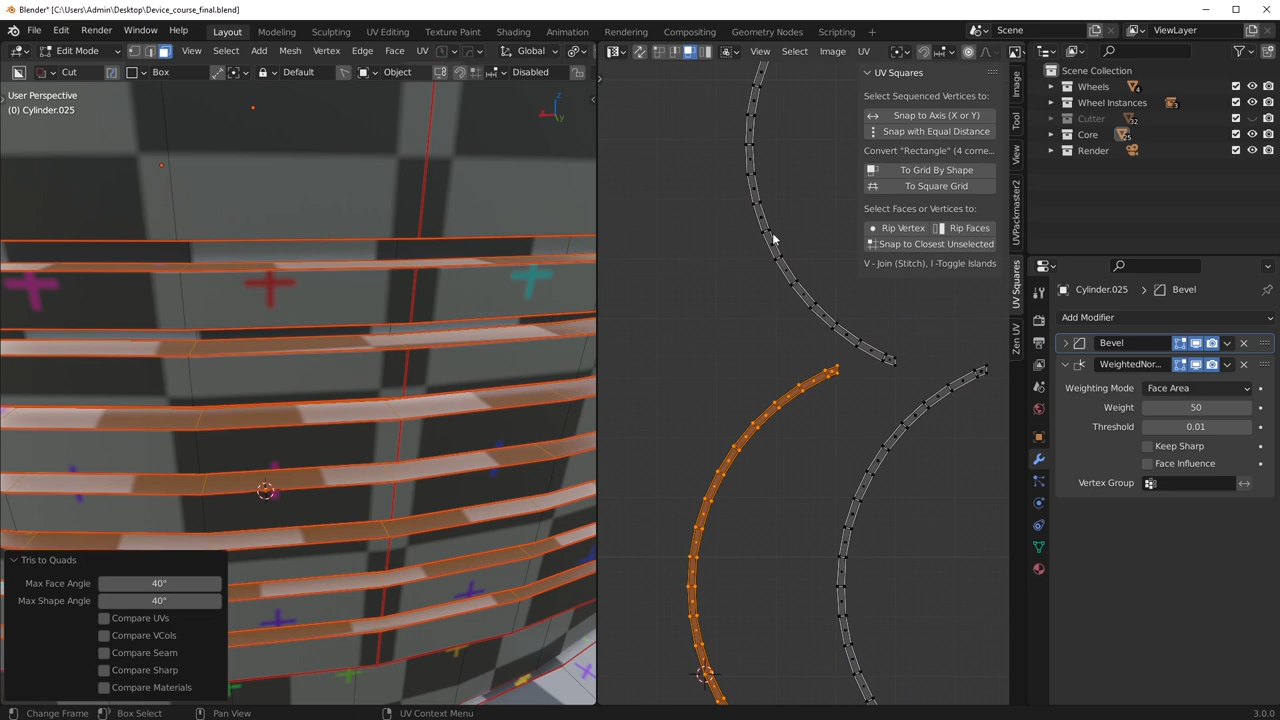 Blender* [C:\Users\Admin\Desktop\Device_course_final.blend]
File Edit Render Window Help Layout Modeling Sculpting UV Editing Texture Paint Shading Animation Rendering Compositing Geometry Nodes Scripting Scene ViewLayer
Edit Mode View Select Add Mesh Vertex Edge Face UV Global View Select Image UV
Cut Box Default Object Disabled
User Perspective
(0) Cylinder.025
UV Squares
Select Sequenced Vertices to:
Snap to Axis (X or Y)
Snap with Equal Distance
Convert "Rectangle" (4 corne...
To Grid By Shape
To Square Grid
Select Faces or Vertices to:
Rip Vertex Rip Faces
Snap to Closest Unselected
V - Join (Stitch), I -Toggle Islands
Image
Tool
View
UVPackmaster2
UV Squares
Zen UV
Scene Collection
Wheels 4
Wheel Instances 3
Cutter 32
Core 25
Render
Cylinder.025 Bevel
Add Modifier
Bevel
WeightedNor...
Weighting Mode Face Area
Weight 50
Threshold 0.01
Keep Sharp
Face Influence
Vertex Group
Tris to Quads
Max Face Angle 40°
Max Shape Angle 40°
Compare UVs
Compare VCols
Compare Seam
Compare Sharp
Compare Materials
Change Frame Box Select Pan View UV Context Menu 3.0.0